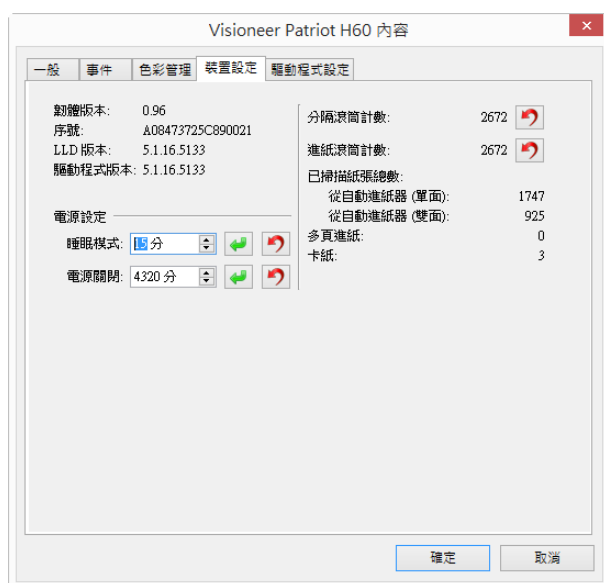 Visioneer Patriot H60 內容
一般 事件 色彩管理 裝置設定 驅動程式設定
韌體版本: 0.96
序號: A08473725C890021
LLD 版本: 5.1.16.5133
驅動程式版本: 5.1.16.5133
電源設定
睡眠模式: 15 分
電源關閉: 4320 分
分隔滾筒計數: 2672
進紙滾筒計數: 2672
已掃描紙張總數:
從自動進紙器 (單面): 1747
從自動進紙器 (雙面): 925
多頁進紙: 0
卡紙: 3
確定 取消